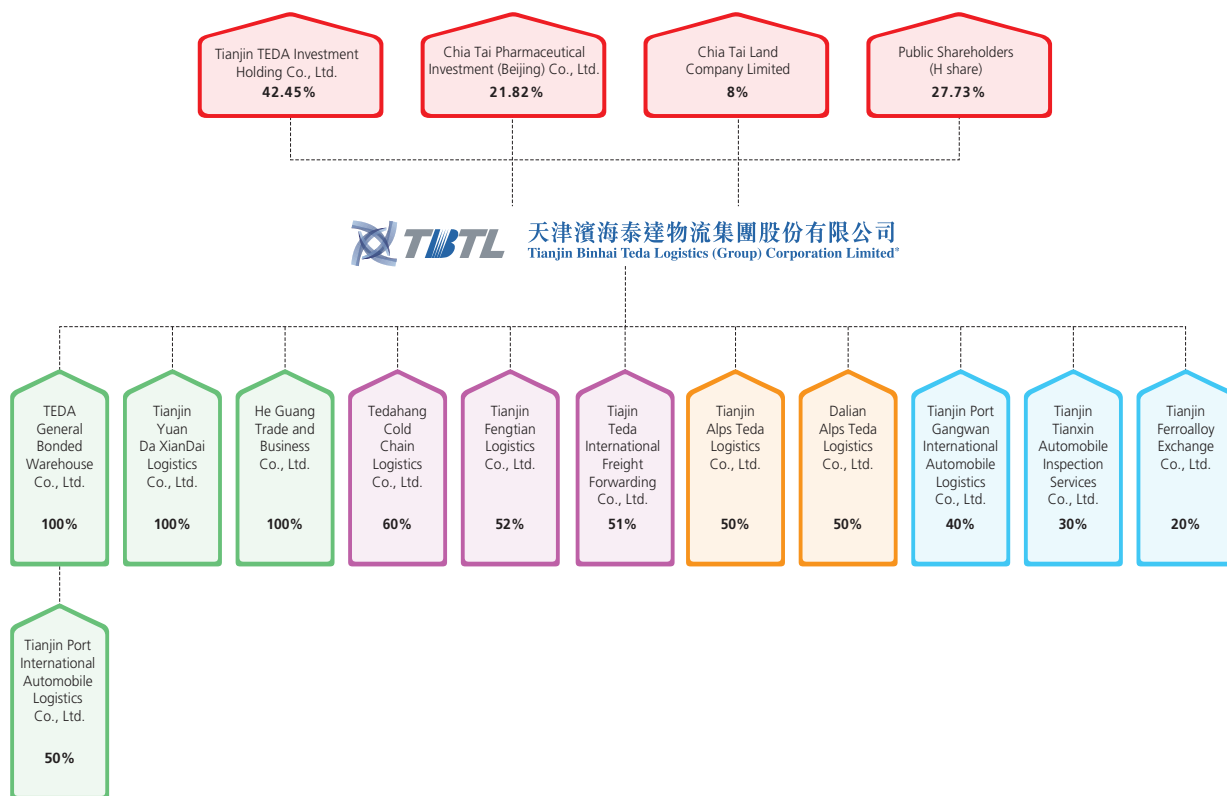 Tianjin TEDA Investment
Holding Co., Ltd.
42.45%
Chia Tai Pharmaceutical
Investment (Beijing) Co., Ltd.
21.82%
Chia Tai Land
Company Limited
8%
Public Shareholders
(H share)
27.73%
TBTL
天津濱海泰達物流集團股份有限公司
Tianjin Binhai Teda Logistics (Group) Corporation Limited*
TEDA
General
Bonded
Warehouse
Co., Ltd.
100%
Tianjin
Yuan
Da XianDai
Logistics
Co., Ltd.
100%
He Guang
Trade and
Business
Co., Ltd.
100%
Tedahang
Cold
Chain
Logistics
Co., Ltd.
60%
Tianjin
Fengtian
Logistics
Co., Ltd.
52%
Tiajin
Teda
International
Freight
Forwarding
Co., Ltd.
51%
Tianjin
Alps Teda
Logistics
Co., Ltd.
50%
Dalian
Alps Teda
Logistics
Co., Ltd.
50%
Tianjin Port
Gangwan
International
Automobile
Logistics
Co., Ltd.
40%
Tianjin
Tianxin
Automobile
Inspection
Services
Co., Ltd.
30%
Tianjin
Ferroalloy
Exchange
Co., Ltd.
20%
Tianjin Port
International
Automobile
Logistics
Co., Ltd.
50%